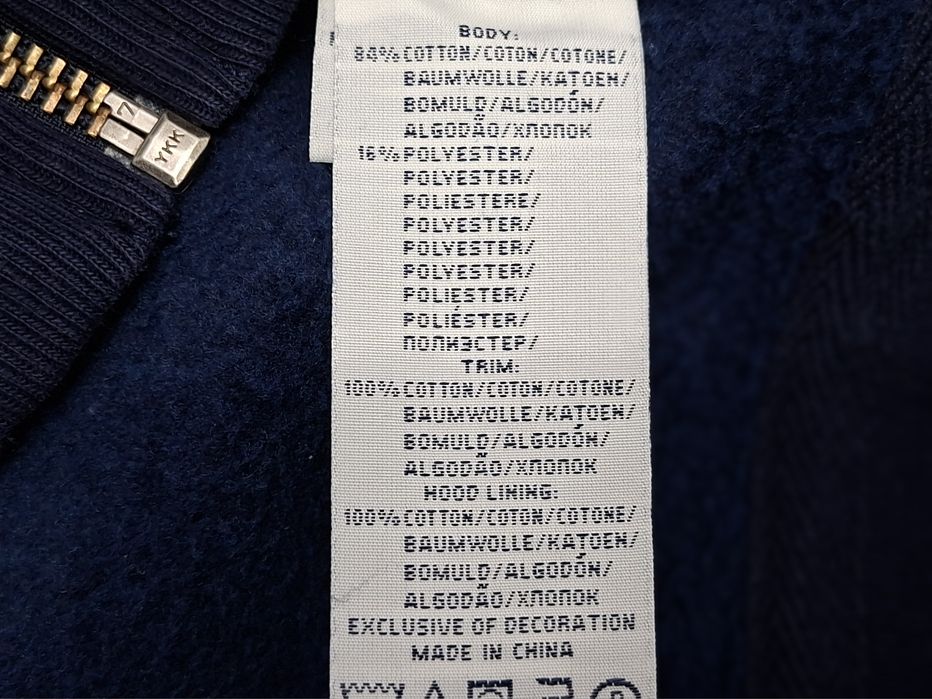 7
YKK
BODY:
84% COTTON/COTON/COTONE/
BAUMWOLLE/KATOEN/
BOMULD/ALGODÓN/
ALGODÃO/ХЛОПОК
16% POLYESTER/
POLYESTER/
POLIESTERE/
POLYESTER/
POLYESTER/
POLYESTER/
POLIESTER/
POLIÉSTER/
ПОЛИЭСТЕР/
TRIM:
100% COTTON/COTON/COTONE/
BAUMWOLLE/KATOEN/
BOMULD/ALGODÓN/
ALGODÃO/ХЛОПОК
HOOD LINING:
100% COTTON/COTON/COTONE/
BAUMWOLLE/KATOEN/
BOMULD/ALGODÓN/
ALGODÃO/ХЛОПОК
EXCLUSIVE OF DECORATION
MADE IN CHINA